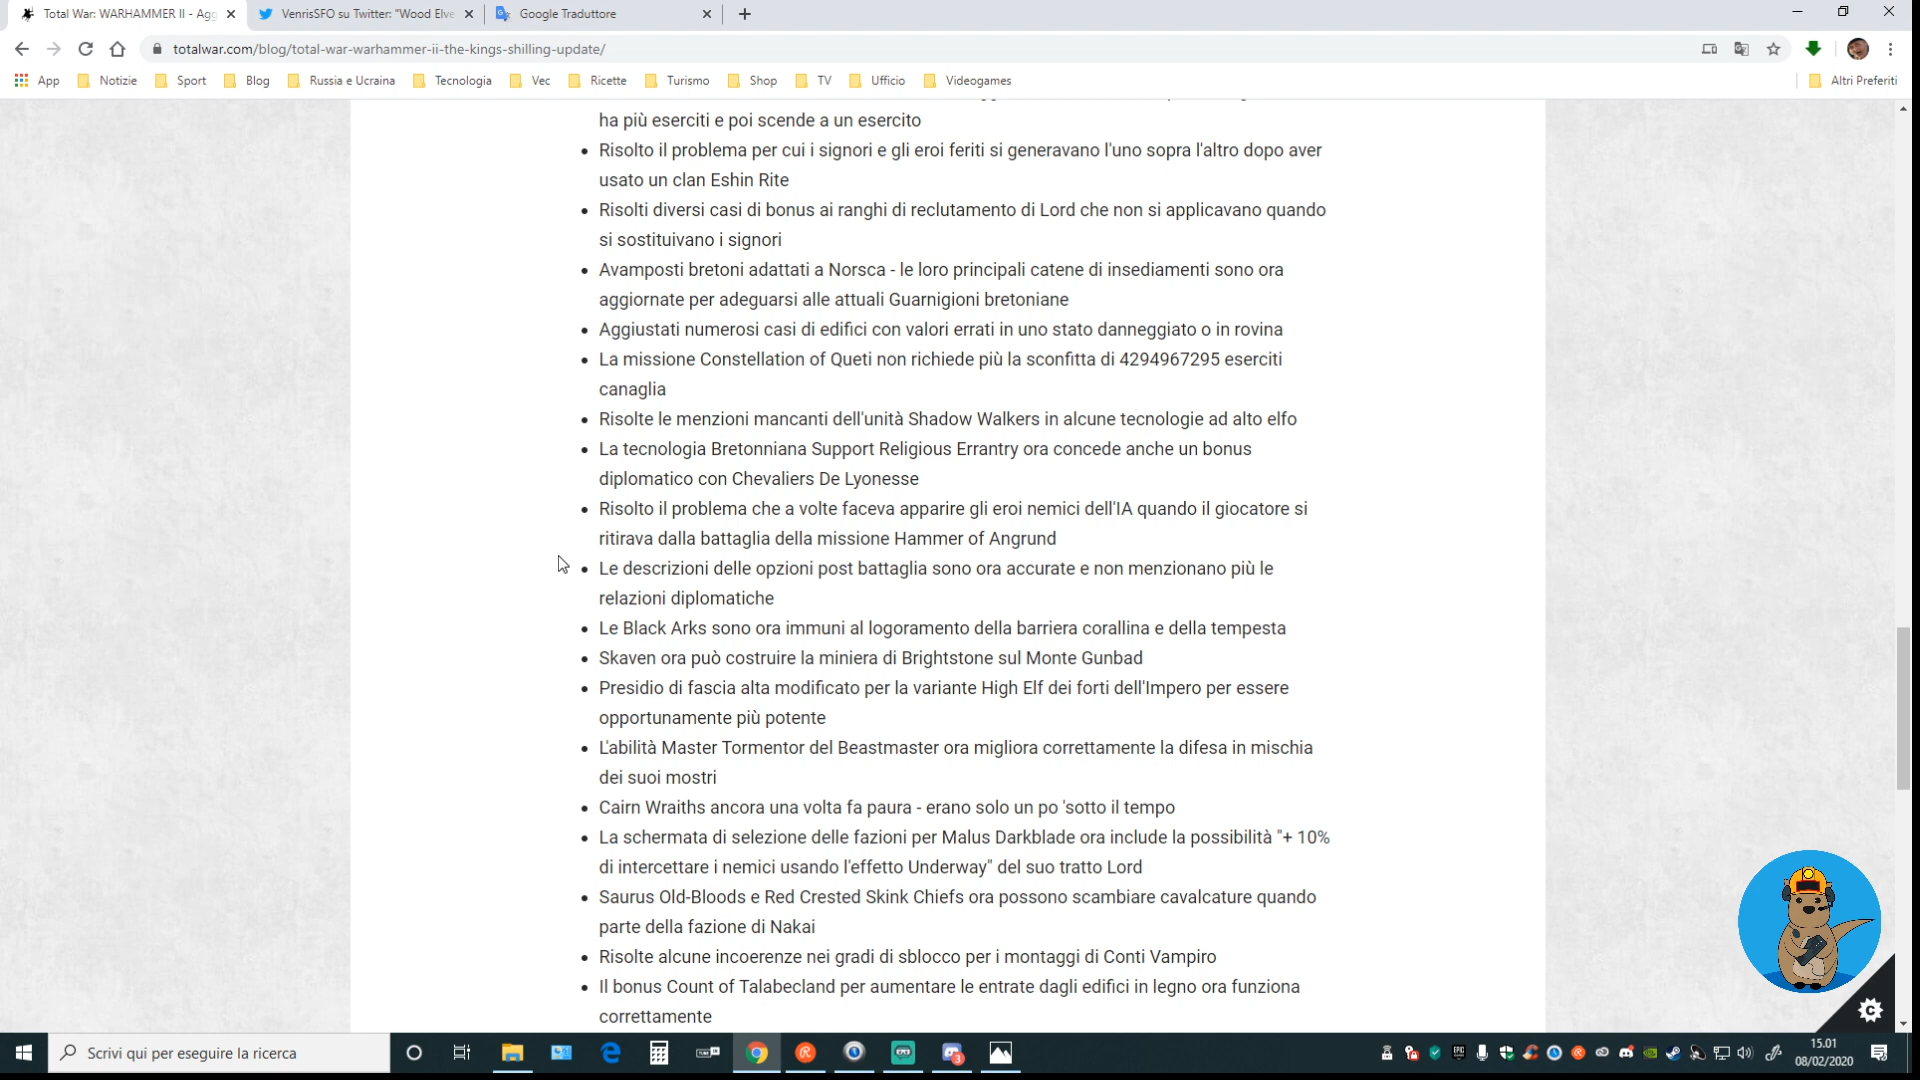 Total War: WARHAMMER II - Agg
VenrisSFO su Twitter: "Wood Elve
Google Traduttore
totalwar.com/blog/total-war-warhammer-ii-the-kings-shilling-update/
App Notizie Sport Blog Russia e Ucraina Tecnologia Vec Ricette Turismo Shop TV Ufficio Videogames Altri Preferiti
ha più eserciti e poi scende a un esercito
• Risolto il problema per cui i signori e gli eroi feriti si generavano l'uno sopra l'altro dopo aver
usato un clan Eshin Rite
• Risolti diversi casi di bonus ai ranghi di reclutamento di Lord che non si applicavano quando
si sostituivano i signori
• Avamposti bretoni adattati a Norsca - le loro principali catene di insediamenti sono ora
aggiornate per adeguarsi alle attuali Guarnigioni bretoniane
• Aggiustati numerosi casi di edifici con valori errati in uno stato danneggiato o in rovina
• La missione Constellation of Queti non richiede più la sconfitta di 4294967295 eserciti
canaglia
• Risolte le menzioni mancanti dell'unità Shadow Walkers in alcune tecnologie ad alto elfo
• La tecnologia Bretonniana Support Religious Errantry ora concede anche un bonus
diplomatico con Chevaliers De Lyonesse
• Risolto il problema che a volte faceva apparire gli eroi nemici dell'IA quando il giocatore si
ritirava dalla battaglia della missione Hammer of Angrund
• Le descrizioni delle opzioni post battaglia sono ora accurate e non menzionano più le
relazioni diplomatiche
• Le Black Arks sono ora immuni al logoramento della barriera corallina e della tempesta
• Skaven ora può costruire la miniera di Brightstone sul Monte Gunbad
• Presidio di fascia alta modificato per la variante High Elf dei forti dell'Impero per essere
opportunamente più potente
• L'abilità Master Tormentor del Beastmaster ora migliora correttamente la difesa in mischia
dei suoi mostri
• Cairn Wraiths ancora una volta fa paura - erano solo un po 'sotto il tempo
• La schermata di selezione delle fazioni per Malus Darkblade ora include la possibilità "+ 10%
di intercettare i nemici usando l'effetto Underway" del suo tratto Lord
• Saurus Old-Bloods e Red Crested Skink Chiefs ora possono scambiare cavalcature quando
parte della fazione di Nakai
• Risolte alcune incoerenze nei gradi di sblocco per i montaggi di Conti Vampiro
• Il bonus Count of Talabecland per aumentare le entrate dagli edifici in legno ora funziona
correttamente
Scrivi qui per eseguire la ricerca
15.01
08/02/2020